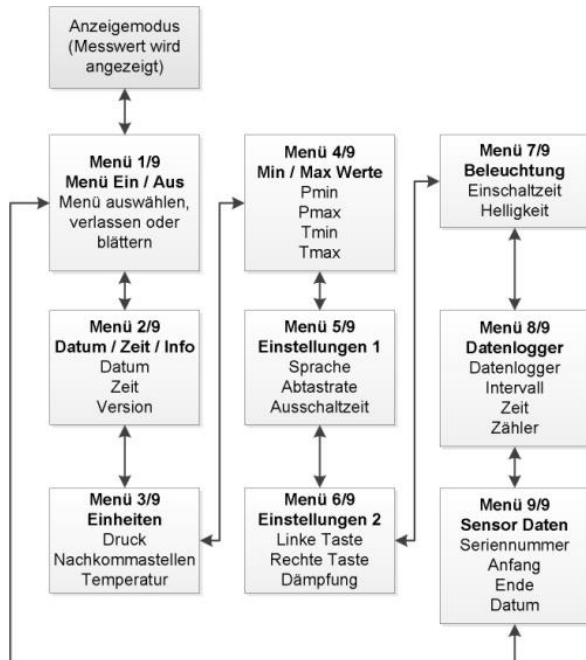 Anzeigemodus
(Messwert wird
angezeigt)
Menü 1/9
Menü Ein / Aus
Menü auswählen,
verlassen oder
blättern
Menü 2/9
Datum / Zeit / Info
Datum
Zeit
Version
Menü 3/9
Einheiten
Druck
Nachkommastellen
Temperatur
Menü 4/9
Min / Max Werte
Pmin
Pmax
Tmin
Tmax
Menü 5/9
Einstellungen 1
Sprache
Abtastrate
Ausschaltzeit
Menü 6/9
Einstellungen 2
Linke Taste
Rechte Taste
Dämpfung
Menü 7/9
Beleuchtung
Einschaltzeit
Helligkeit
Menü 8/9
Datenlogger
Datenlogger
Intervall
Zeit
Zähler
Menü 9/9
Sensor Daten
Seriennummer
Anfang
Ende
Datum